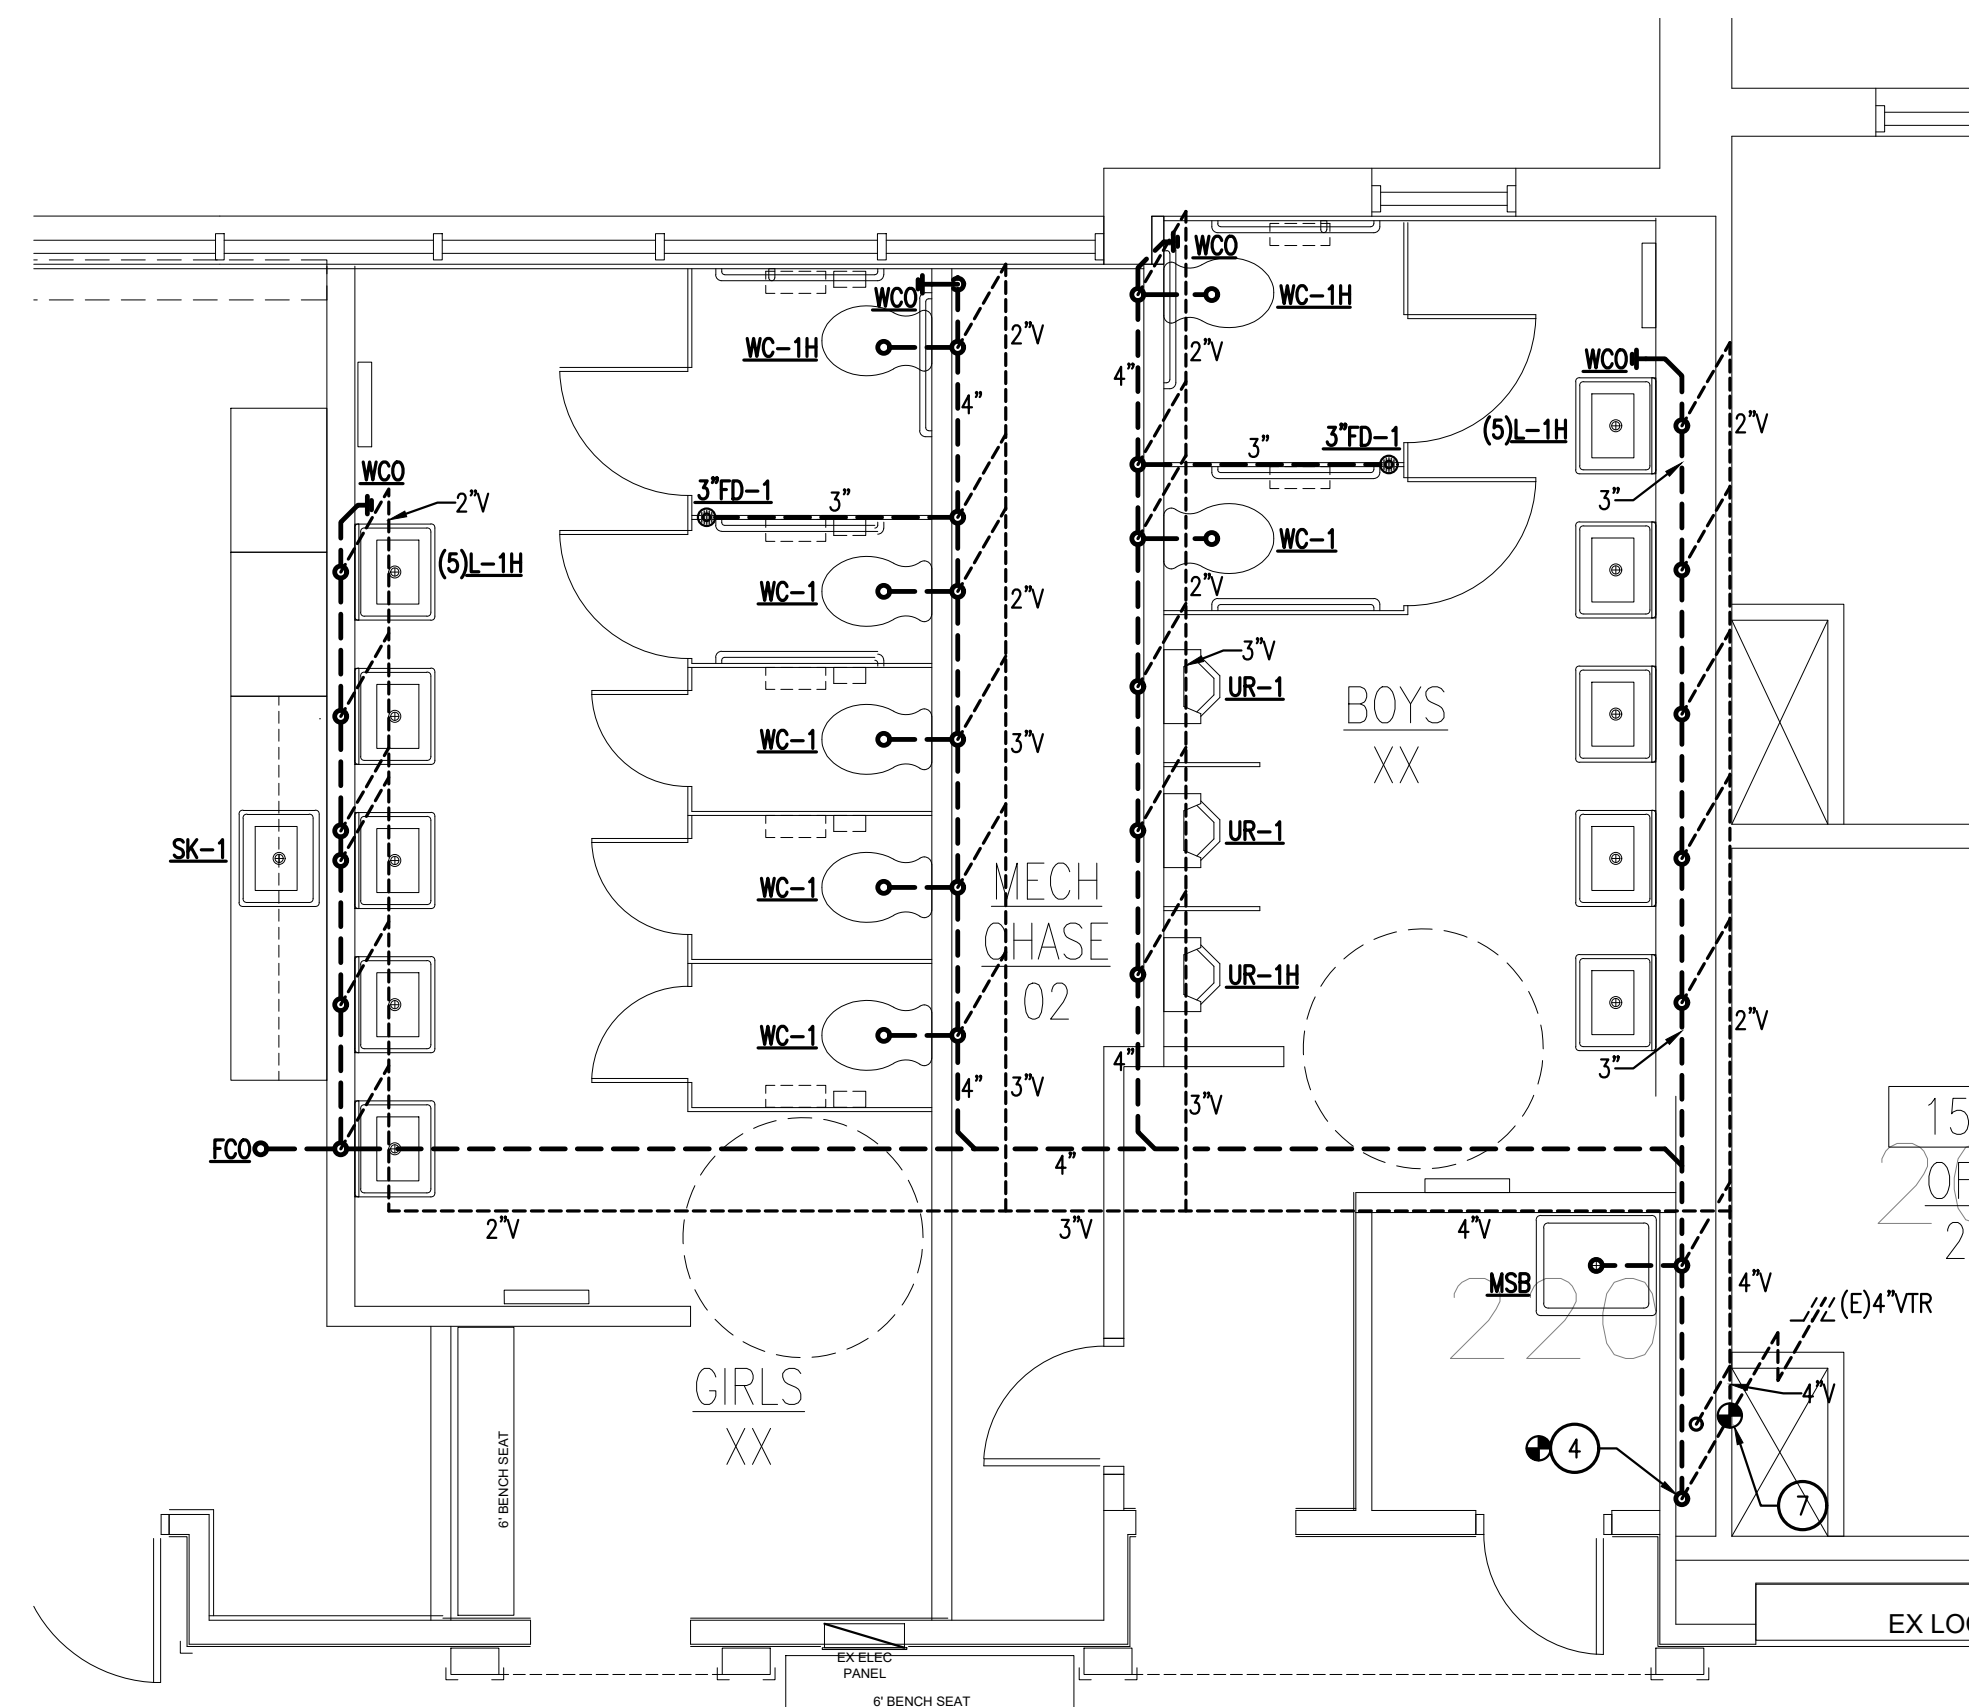 WCO
WCO
2"V
2"V
WC-1H
WC-1H
4"
4"
WCO
2"V
(5)L-1H
3"FD-1
3"
3"
WCO
2"V
3"FD-1
3"
(5)L-1H
WC-1
WC-1
2"V
2"V
3"V
UR-1
BOYS
XX
WC-1
3"V
SK-1
UR-1
WC-1
MECH
CHASE
02
UR-1H
WC-1
4"
3"V
4"
3"V
3"
2"V
FCO
4"
15
20
2
2"V
3"V
4"V
MSB
220
4"V
(E)4"VTR
4"V
GIRLS
XX
6' BENCH SEAT
4
7
EX ELEC
PANEL
6' BENCH SEAT
EX LOC